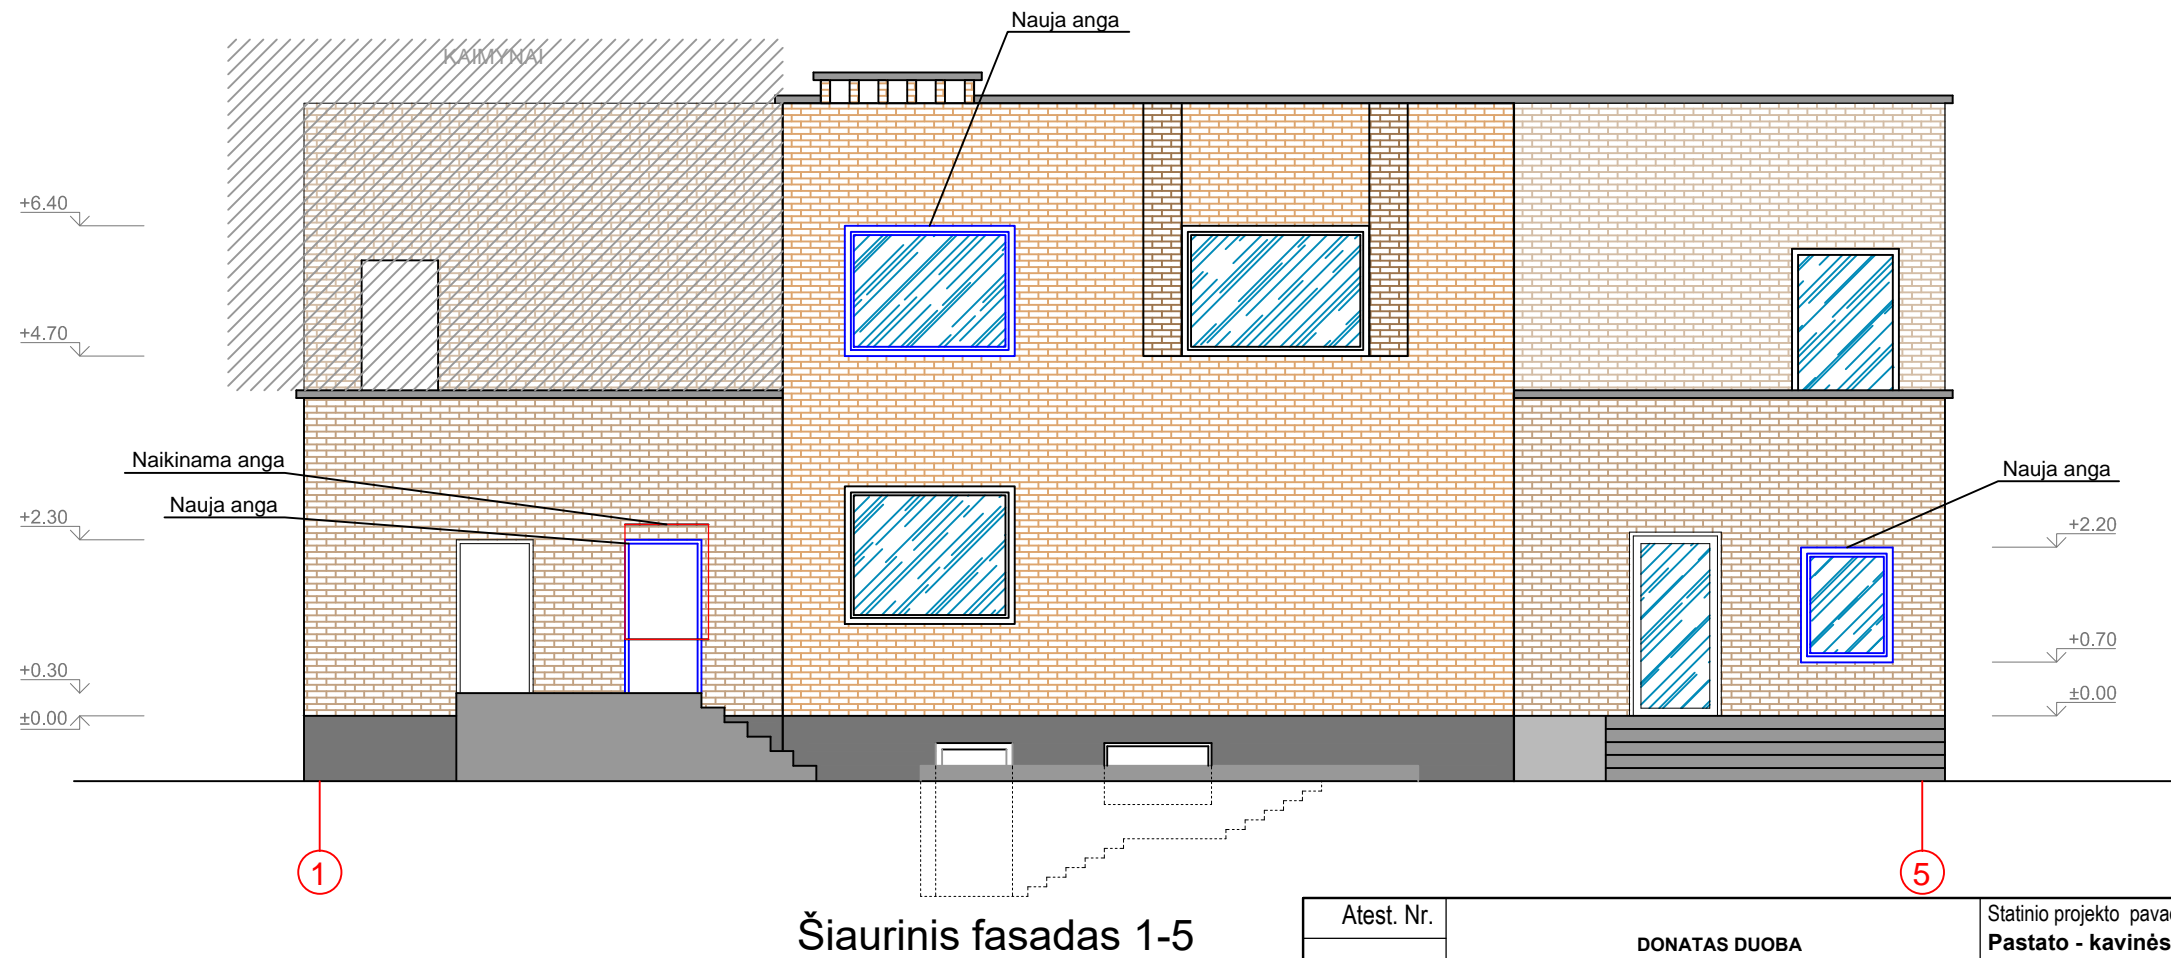 Nauja anga
KAIMYNAI
+6.40
+4.70
Naikinama anga
Nauja anga
Nauja anga
+2.30
+2.20
+0.30
+0.70
±0.00
±0.00
1
5
Šiaurinis fasadas 1-5
Atest. Nr.
DONATAS DUOBA
Statinio projekto
Pastato - kavinės